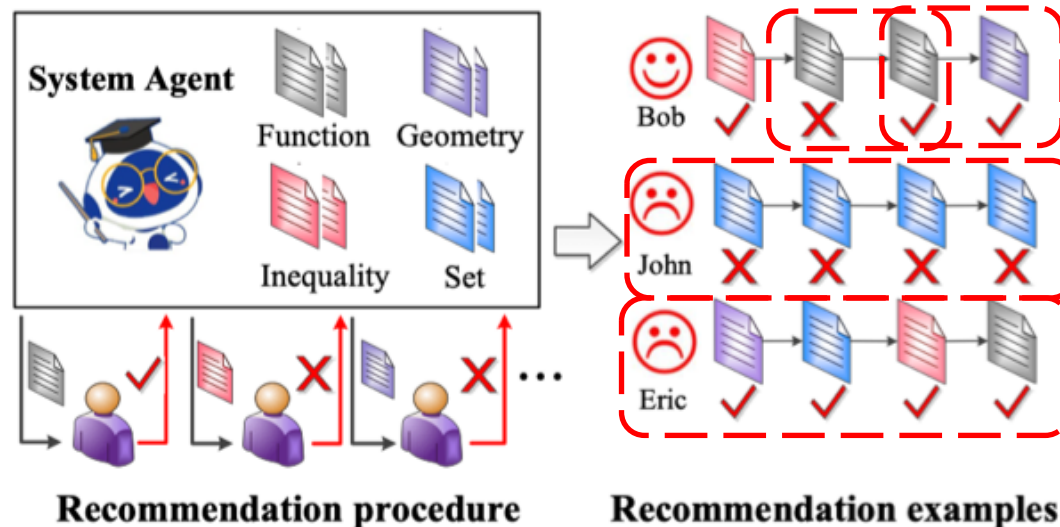 System Agent
Function
Geometry
Inequality
Set
...
Recommendation procedure
Bob
John
Eric
Recommendation examples